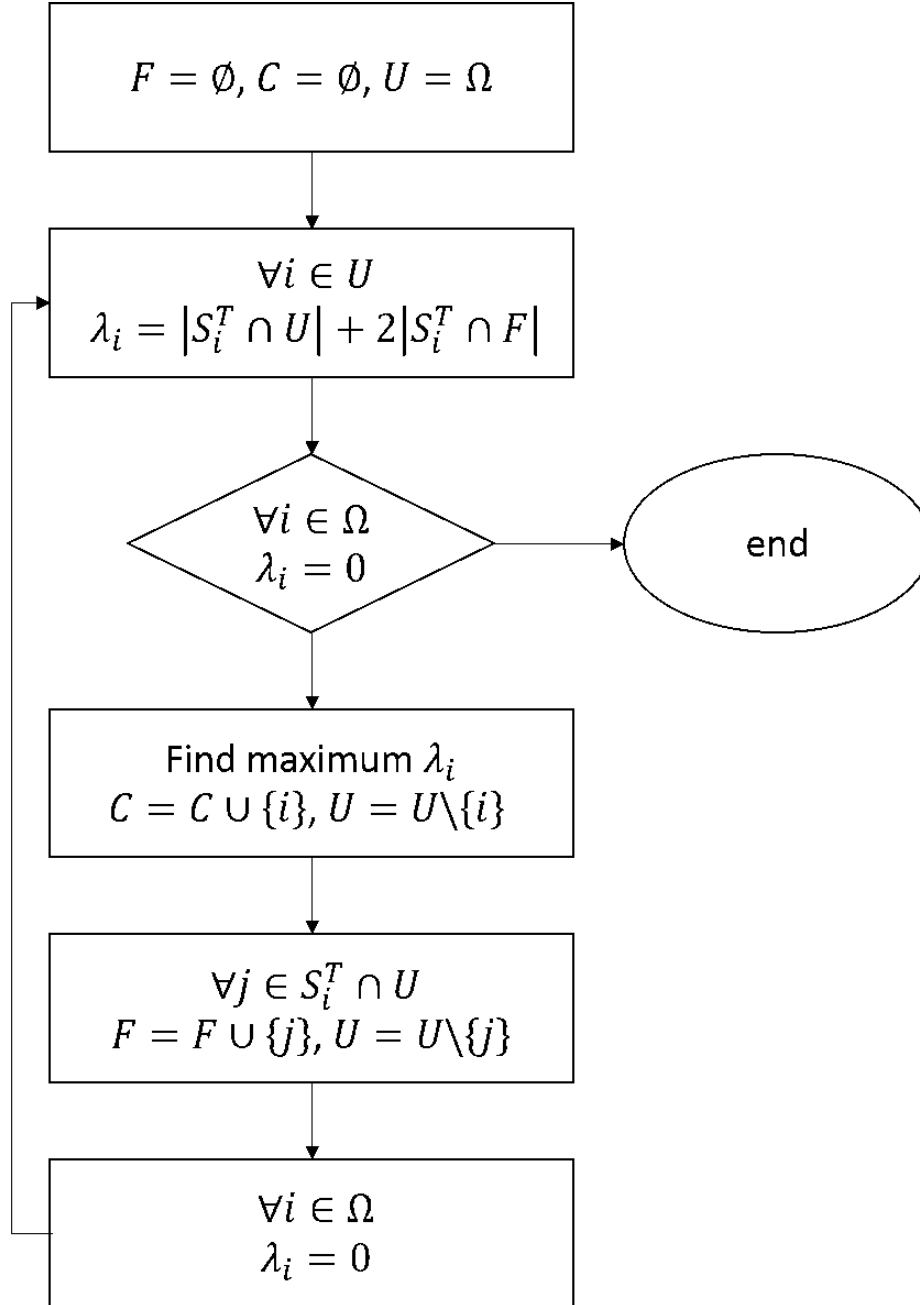 F = ∅, C = ∅, U = Ω
∀i ∈ U
λ_i = |S_i^T ∩ U| + 2|S_i^T ∩ F|
∀i ∈ Ω
λ_i = 0
end
Find maximum λ_i
C = C ∪ {i}, U = U\{i}
∀j ∈ S_i^T ∩ U
F = F ∪ {j}, U = U\{j}
∀i ∈ Ω
λ_i = 0